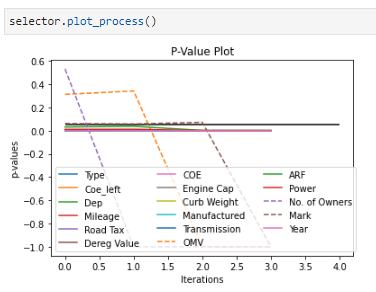 selector.plot_process()
P-Value Plot
0.6
0.4
0.2
0.0
−0.2
−0.4
−0.6
−0.8
−1.0
p-values
Type
Coe_left
Dep
Mileage
Road Tax
Dereg Value
COE
Engine Cap
Curb Weight
Manufactured
Transmission
OMV
ARF
Power
No. of Owners
Mark
Year
0.0 0.5 1.0 1.5 2.0 2.5 3.0 3.5 4.0
Iterations